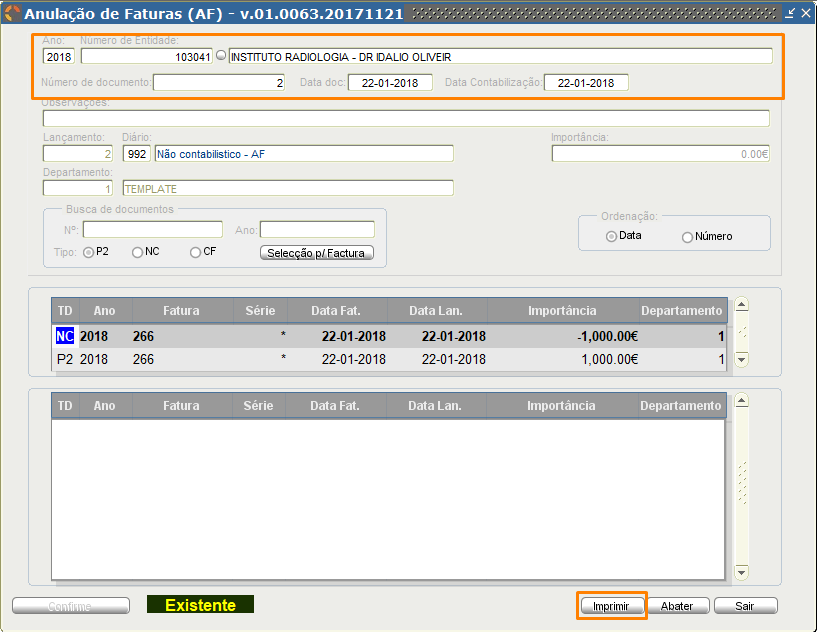 Anulação de Faturas (AF) - v.01.0063.20171121
Ano: Número de Entidade:
2018 103041 INSTITUTO RADIOLOGIA - DR IDALIO OLIVEIR
Número de documento: 2 Data doc: 22-01-2018 Data Contabilização: 22-01-2018
Observações:
Lançamento: Diário: Importância:
2 992 Não contabilistico - AF 0.00€
Departamento:
1 TEMPLATE
Busca de documentos
Nº: Ano:
Tipo: P2 NC CF Selecção p/ Factura
Ordenação:
Data Número
TD Ano Fatura Série Data Fat. Data Lan. Importância Departamento
NC 2018 266 * 22-01-2018 22-01-2018 -1,000.00€ 1
P2 2018 266 * 22-01-2018 22-01-2018 1,000.00€ 1
TD Ano Fatura Série Data Fat. Data Lan. Importância Departamento
Confirme Existente Imprimir Abater Sair